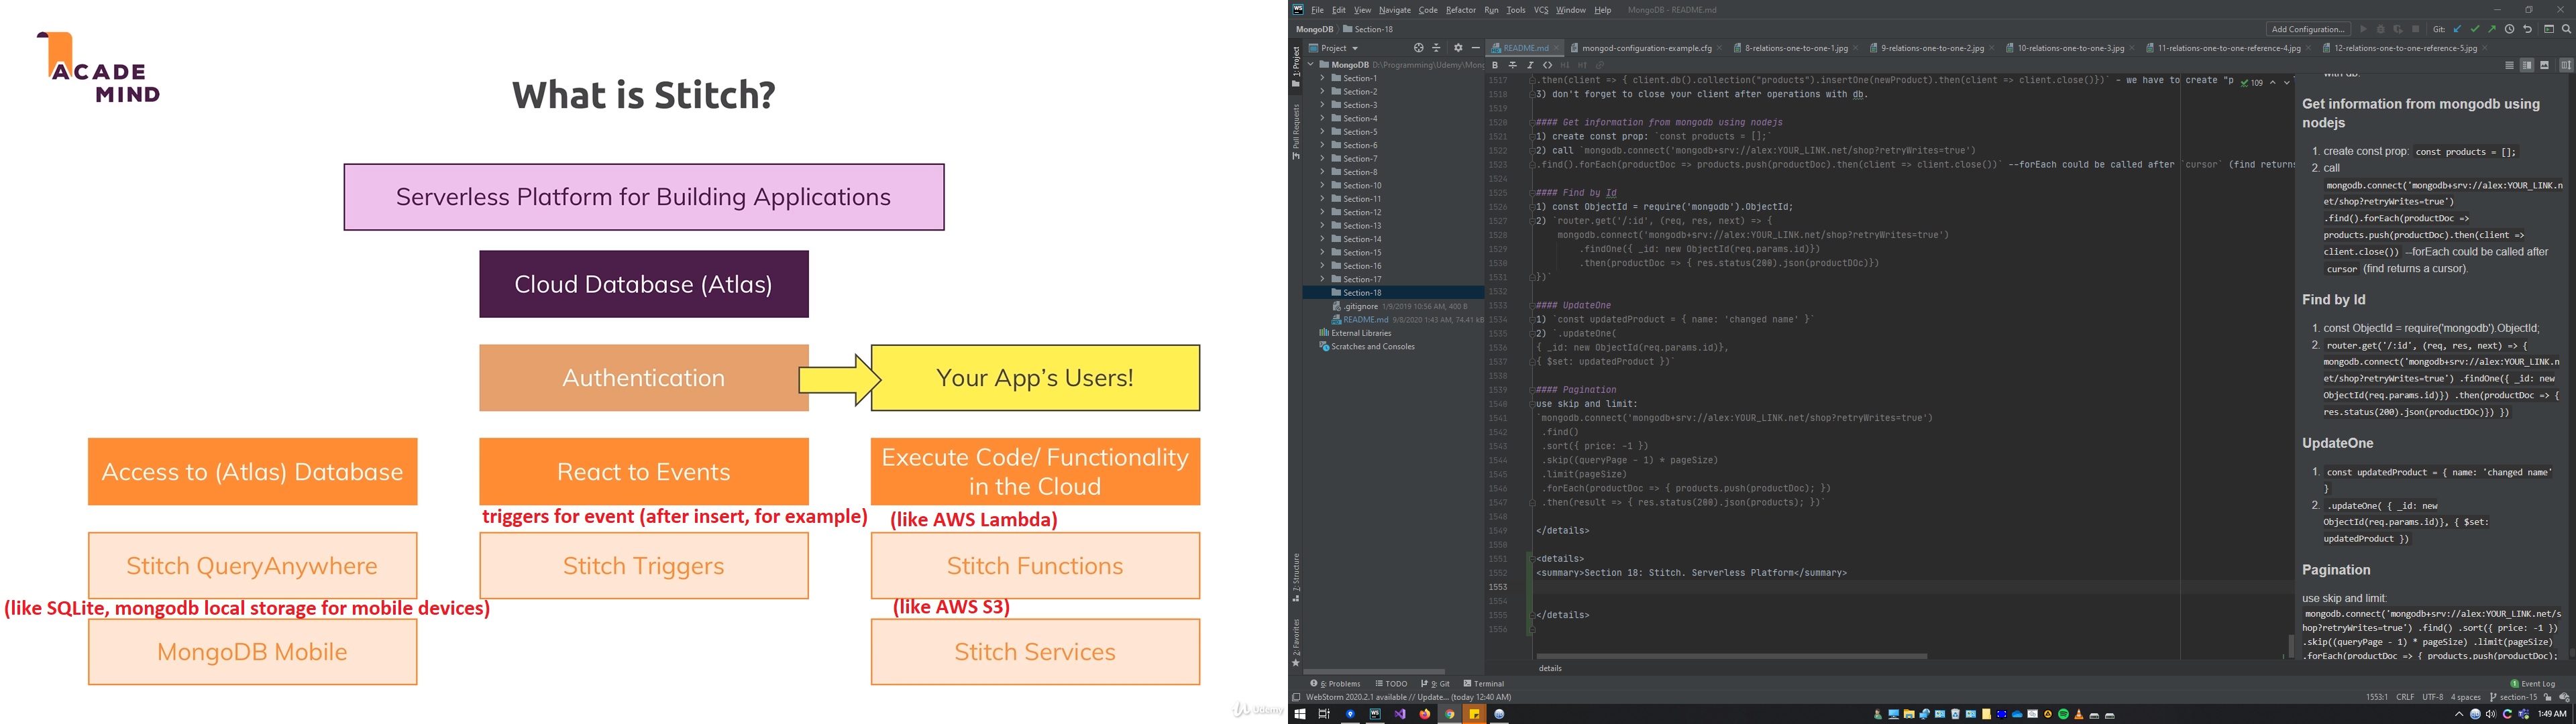 ACADE
MIND
What is Stitch?
Serverless Platform for Building Applications
Cloud Database (Atlas)
Authentication
Your App's Users!
Access to (Atlas) Database
React to Events
Execute Code/ Functionality
in the Cloud
triggers for event (after insert, for example)
(like AWS Lambda)
Stitch QueryAnywhere
Stitch Triggers
Stitch Functions
(like SQLite, mongodb local storage for mobile devices)
(like AWS S3)
MongoDB Mobile
Stitch Services
Udemy
WS File Edit View Navigate Code Refactor Run Tools VCS Window Help MongoDB - README.md
MongoDB Section-18
Add Configuration... Git:
Project
README.md mongod-configuration-example.cfg 8-relations-one-to-one-1.jpg 9-relations-one-to-one-2.jpg 10-relations-one-to-one-3.jpg 11-relations-one-to-one-reference-4.jpg 12-relations-one-to-one-reference-5.jpg
1: Project
Pull Requests
2: Structure
2: Favorites
MongoDB D:\Programming\Udemy\Mong
Section-1
Section-2
Section-3
Section-4
Section-5
Section-6
Section-7
Section-8
Section-10
Section-11
Section-12
Section-13
Section-14
Section-15
Section-16
Section-17
Section-18
.gitignore 1/9/2019 10:56 AM, 400 B
README.md 9/8/2020 1:43 AM, 74.41 kB
External Libraries
Scratches and Consoles
B I
109
1517 .then(client => { client.db().collection("products").insertOne(newProduct).then(client => client.close()})` - we have to create "p
1518 3) don't forget to close your client after operations with db.
1519
1520 #### Get information from mongodb using nodejs
1521 1) create const prop: `const products = [];`
1522 2) call `mongodb.connect('mongodb+srv://alex:YOUR_LINK.net/shop?retryWrites=true')
1523 .find().forEach(productDoc => products.push(productDoc).then(client => client.close())` --forEach could be called after `cursor` (find returns
1524
1525 #### Find by Id
1526 1) const ObjectId = require('mongodb').ObjectId;
1527 2) `router.get('/:id', (req, res, next) => {
1528 mongodb.connect('mongodb+srv://alex:YOUR_LINK.net/shop?retryWrites=true')
1529 .findOne({ _id: new ObjectId(req.params.id)})
1530 .then(productDoc => { res.status(200).json(productDOc)})
1531 })`
1532
1533 #### UpdateOne
1534 1) `const updatedProduct = { name: 'changed name' }`
1535 2) `.updateOne(
1536 { _id: new ObjectId(req.params.id)},
1537 { $set: updatedProduct })`
1538
1539 #### Pagination
1540 use skip and limit:
1541 `mongodb.connect('mongodb+srv://alex:YOUR_LINK.net/shop?retryWrites=true')
1542 .find()
1543 .sort({ price: -1 })
1544 .skip((queryPage - 1) * pageSize)
1545 .limit(pageSize)
1546 .forEach(productDoc => { products.push(productDoc); })
1547 .then(result => { res.status(200).json(products); })`
1548
1549 </details>
1550
1551 <details>
1552 <summary>Section 18: Stitch. Serverless Platform</summary>
1553
1554
1555 </details>
1556
details
with db.
Get information from mongodb using
nodejs
1. create const prop: const products = [];
2. call
mongodb.connect('mongodb+srv://alex:YOUR_LINK.n
et/shop?retryWrites=true')
.find().forEach(productDoc =>
products.push(productDoc).then(client =>
client.close()) --forEach could be called after
cursor (find returns a cursor).
Find by Id
1. const ObjectId = require('mongodb').ObjectId;
2. router.get('/:id', (req, res, next) => {
mongodb.connect('mongodb+srv://alex:YOUR_LINK.n
et/shop?retryWrites=true') .findOne({ _id: new
ObjectId(req.params.id)}) .then(productDoc => {
res.status(200).json(productDOc)}) })
UpdateOne
1. const updatedProduct = { name: 'changed name'
}
2. .updateOne( { _id: new
ObjectId(req.params.id)}, { $set:
updatedProduct })
Pagination
use skip and limit:
mongodb.connect('mongodb+srv://alex:YOUR_LINK.net/s
hop?retryWrites=true') .find() .sort({ price: -1 })
.skip((queryPage - 1) * pageSize) .limit(pageSize)
.forEach(productDoc => { products.push(productDoc);
6: Problems TODO 9: Git Terminal
1 Event Log
WebStorm 2020.2.1 available // Update... (today 12:40 AM)
1553:1 CRLF UTF-8 4 spaces section-15
1:49 AM